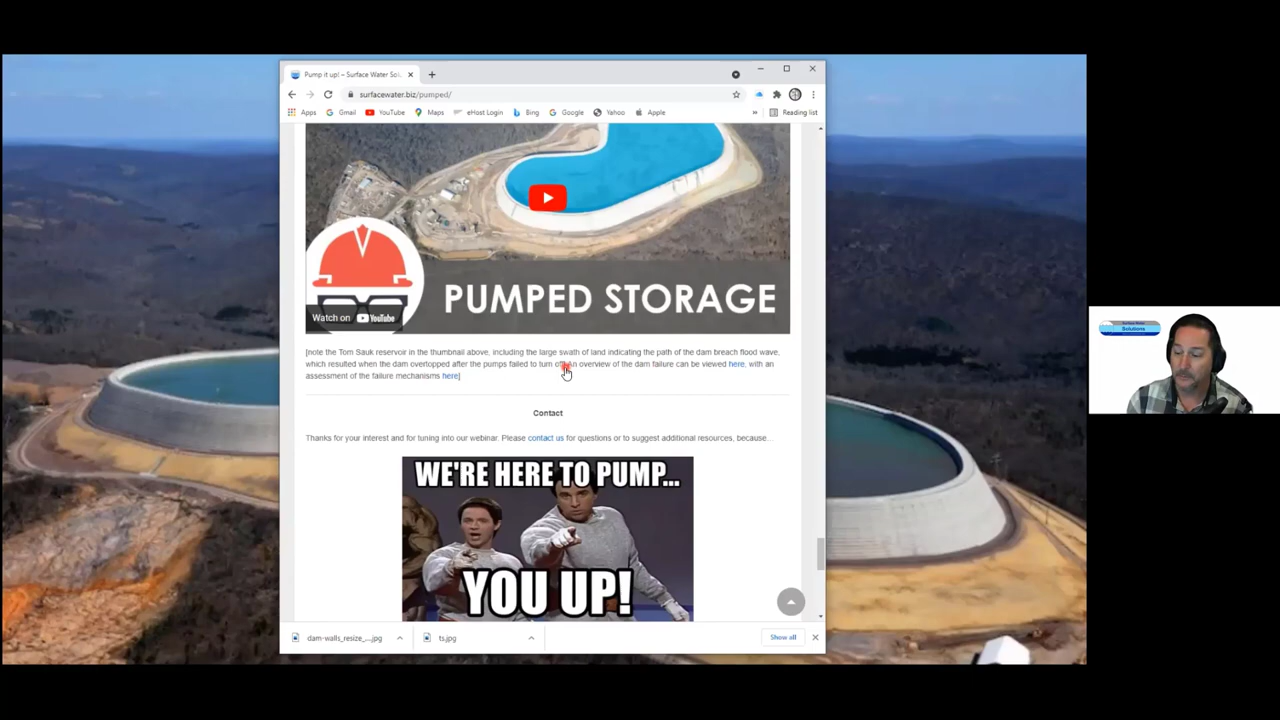 Pump it up! – Surface Water Sol
surfacewater.biz/pumped/
Apps Gmail YouTube Maps eHost Login Bing Google Yahoo Apple » Reading list
Watch on YouTube
PUMPED STORAGE
[note the Tom Sauk reservoir in the thumbnail above, including the large swath of land indicating the path of the dam breach flood wave,
which resulted when the dam overtopped after the pumps failed to turn An overview of the dam failure can be viewed here, with an
assessment of the failure mechanisms here]
Contact
Thanks for your interest and for tuning into our webinar. Please contact us for questions or to suggest additional resources, because...
WE'RE HERE TO PUMP...
YOU UP!
dam-walls_resize_....jpg
ts.jpg
Show all
Solutions